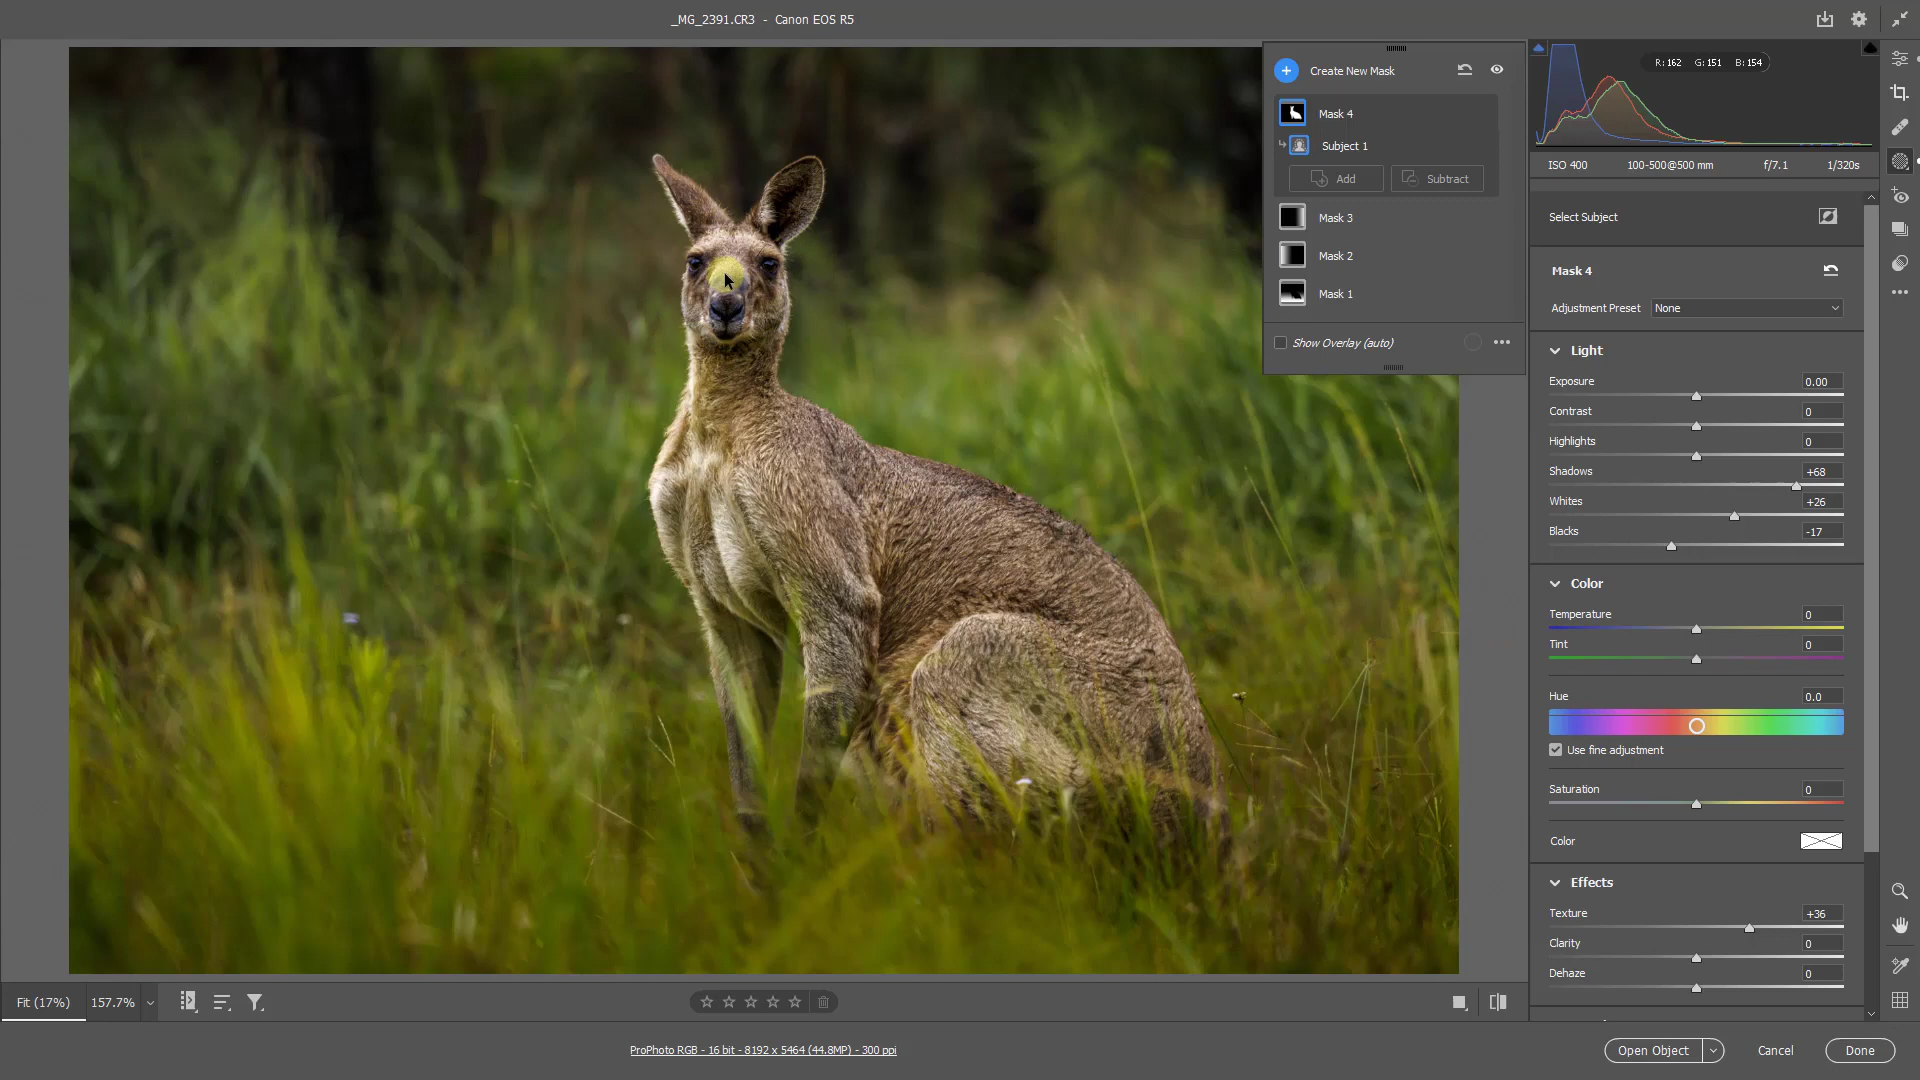 _MG_2391.CR3 - Canon EOS R5
Create New Mask
Mask 4
Subject 1
Add Subtract
Mask 3
Mask 2
Mask 1
Show Overlay (auto)
R: 162 G: 151 B: 154
ISO 400 100-500@500 mm f/7.1 1/320s
Select Subject
Mask 4
Adjustment Preset None
Light
Exposure 0.00
Contrast 0
Highlights 0
Shadows +68
Whites +26
Blacks -17
Color
Temperature 0
Tint 0
Hue 0.0
Use fine adjustment
Saturation 0
Color
Effects
Texture +36
Clarity 0
Dehaze 0
Fit (17%) 157.7%
ProPhoto RGB - 16 bit - 8192 x 5464 (44.8MP) - 300 ppi
Open Object Cancel Done